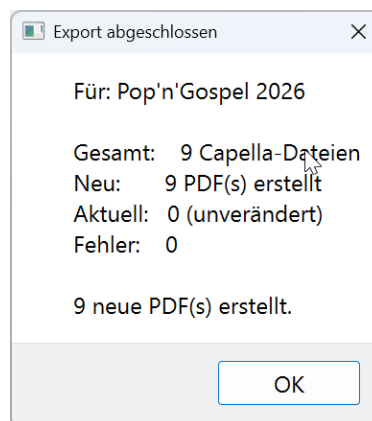 Export abgeschlossen
Für: Pop'n'Gospel 2026
Gesamt: 9 Capella-Dateien
Neu: 9 PDF(s) erstellt
Aktuell: 0 (unverändert)
Fehler: 0
9 neue PDF(s) erstellt.
OK